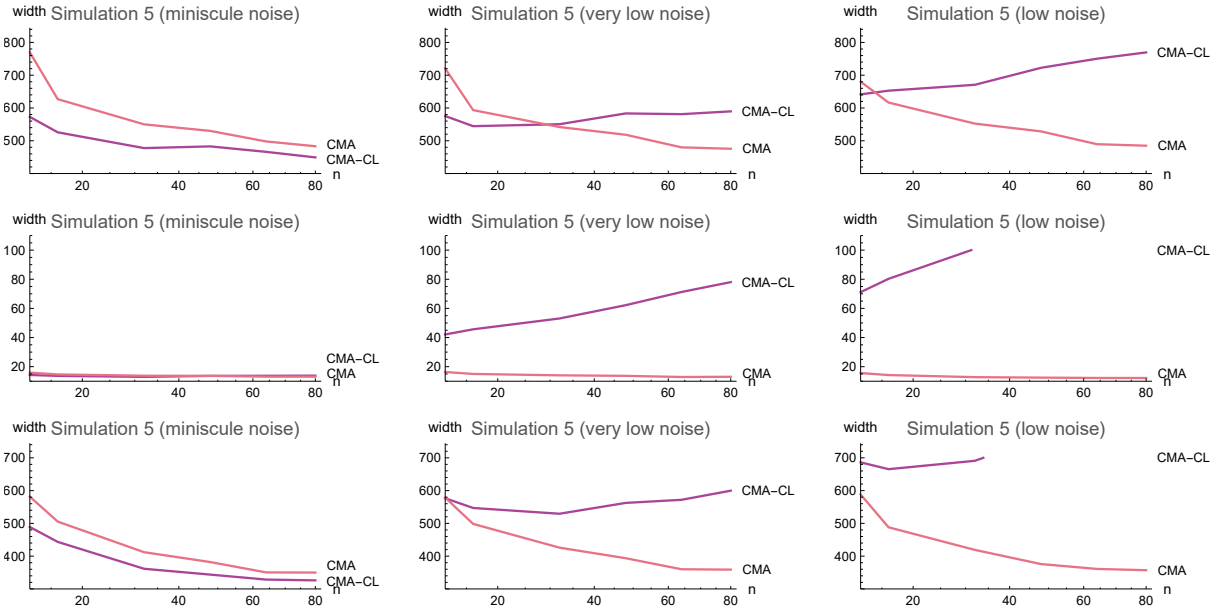 width Simulation 5 (miniscule noise)
800
700
600
500
CMA
CMA-CL
n
20 40 60 80
width Simulation 5 (very low noise)
800
700
600
500
CMA-CL
CMA
n
20 40 60 80
width Simulation 5 (low noise)
800
700
600
500
CMA-CL
CMA
n
20 40 60 80
width Simulation 5 (miniscule noise)
100
80
60
40
20
CMA-CL
CMA
n
20 40 60 80
width Simulation 5 (very low noise)
100
80
60
40
20
CMA-CL
CMA
n
20 40 60 80
width Simulation 5 (low noise)
100
80
60
40
20
CMA-CL
CMA
n
20 40 60 80
width Simulation 5 (miniscule noise)
700
600
500
400
CMA
CMA-CL
n
20 40 60 80
width Simulation 5 (very low noise)
700
600
500
400
CMA-CL
CMA
n
20 40 60 80
width Simulation 5 (low noise)
700
600
500
400
CMA-CL
CMA
n
20 40 60 80